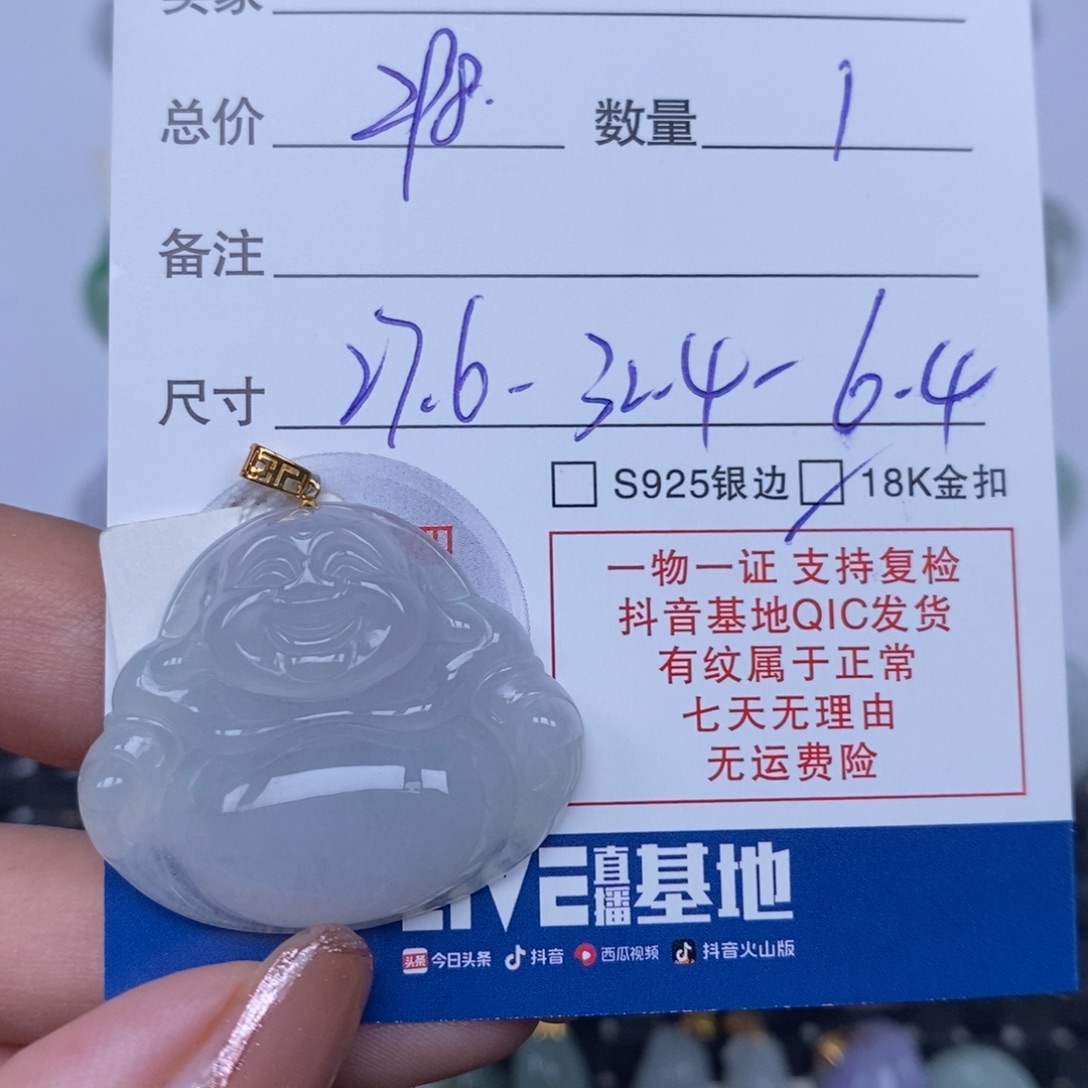 卖家
总价 298. 数量 1
备注
尺寸 27.6-32.4-6.4
S925银边 18K金扣
一物一证 支持复检
抖音基地QIC发货
有纹属于正常
七天无理由
无运费险
LIVE直播基地
头条 今日头条 抖音 西瓜视频 抖音火山版